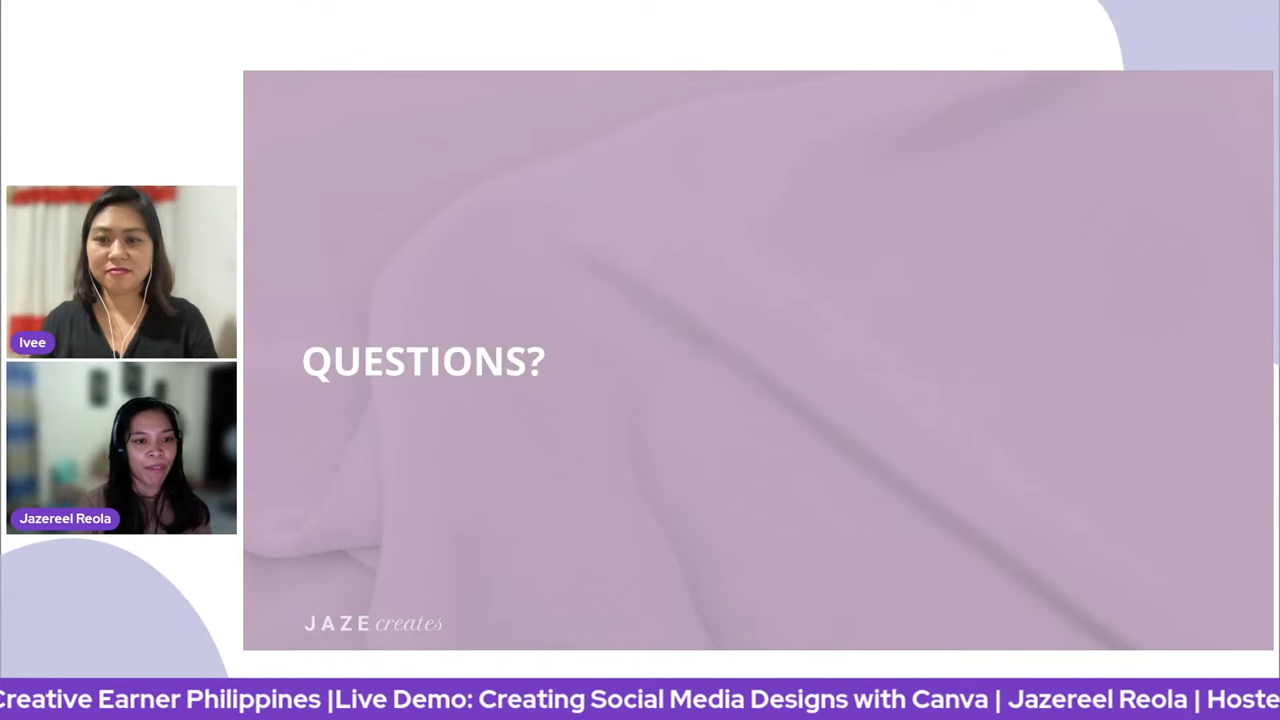 Ivee
QUESTIONS?
Jazereel Reola
JAZE creates
Creative Earner Philippines |Live Demo: Creating Social Media Designs with Canva | Jazereel Reola | Hoste